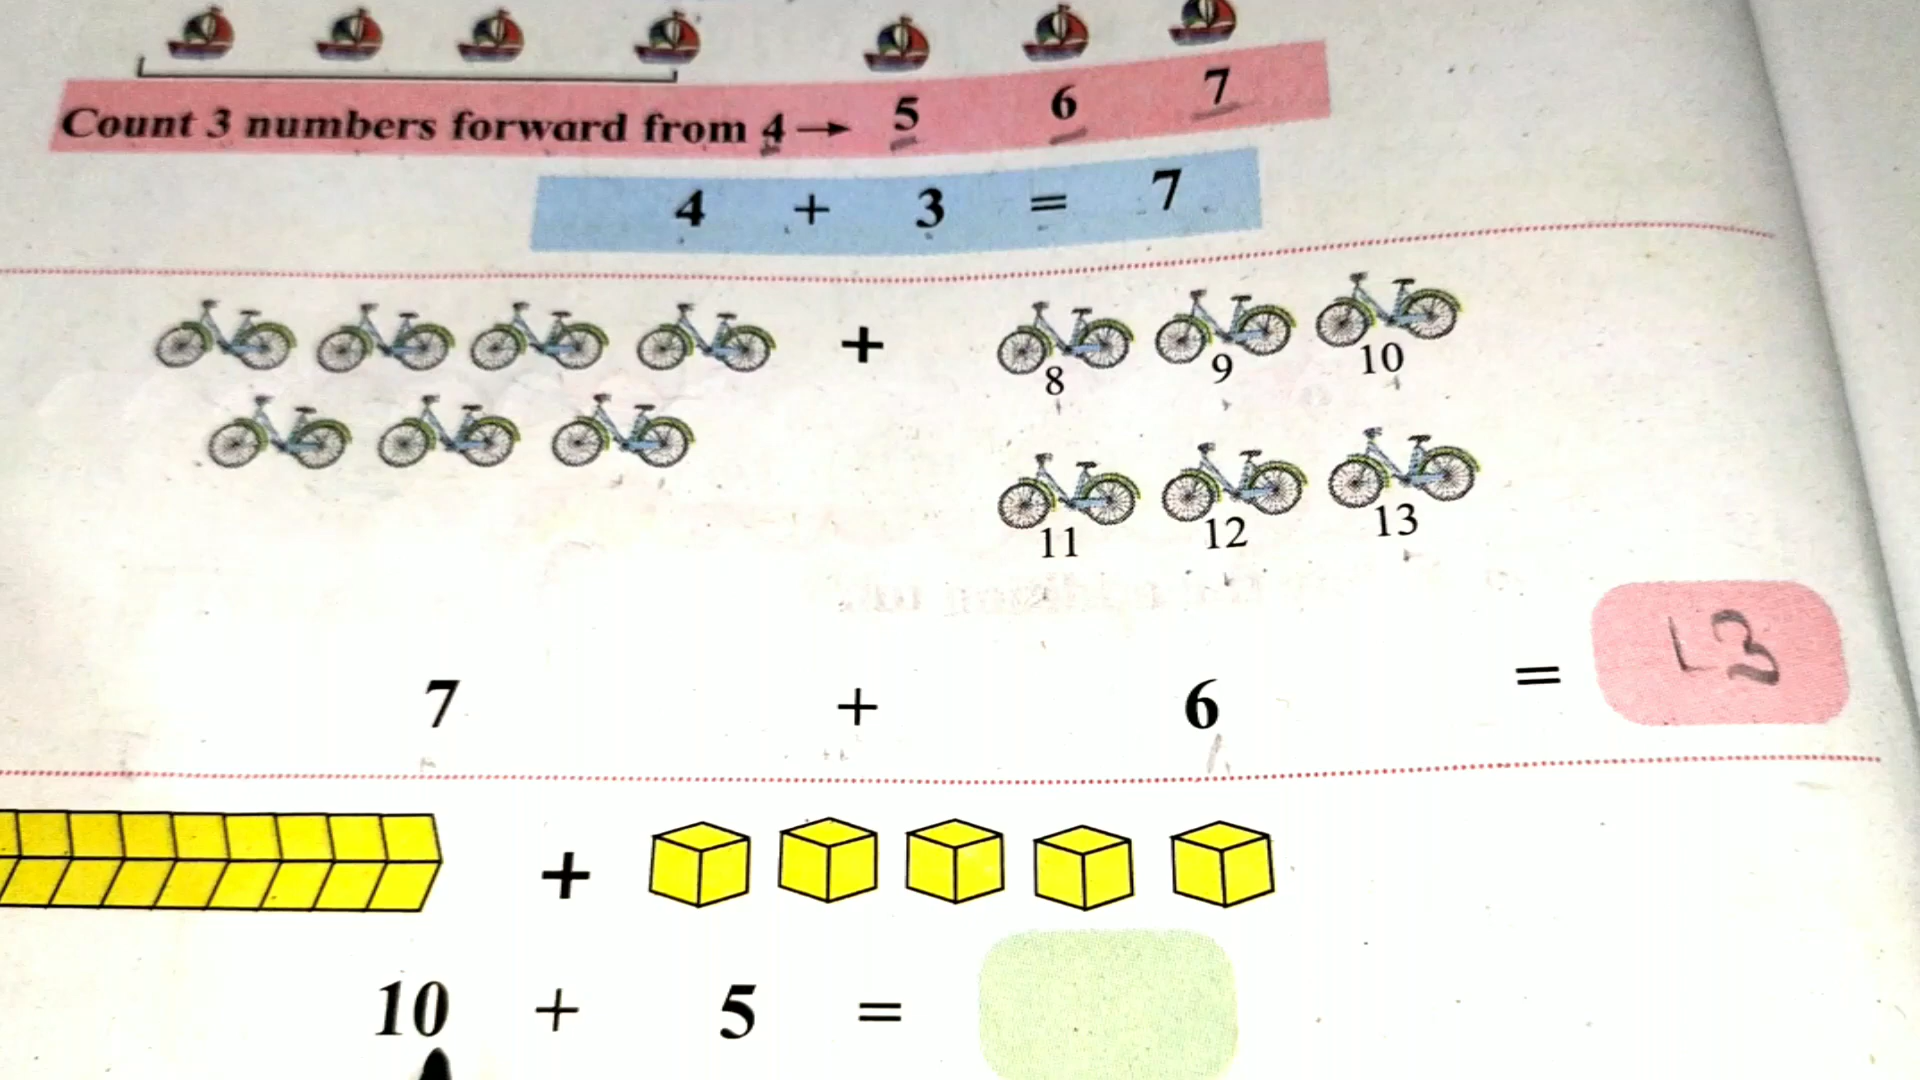 Count 3 numbers forward from 4 → 5 6 7
4 + 3 = 7
+
8 9 10
11 12 13
7 + 6 = 13
+
10 + 5 =